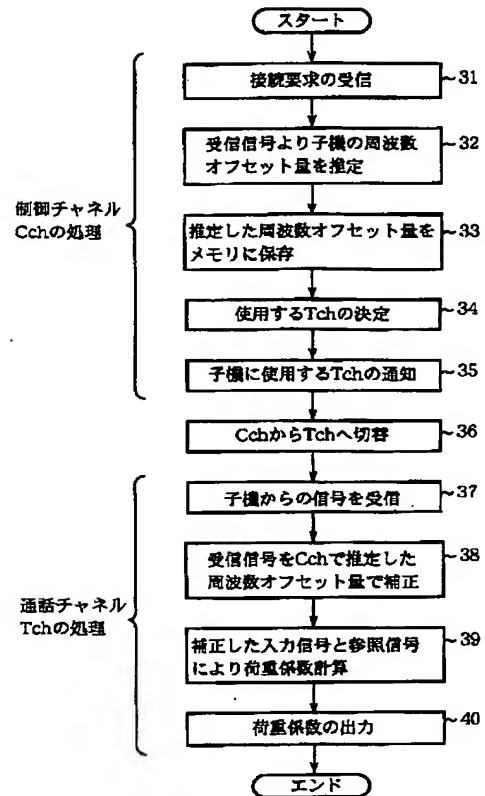 スタート
接続要求の受信
~31
受信信号より子機の周波数
オフセット量を推定
~32
制御チャネル
Cchの処理
推定した周波数オフセット量を
メモリに保存
~33
使用するTchの決定
~34
子機に使用するTchの通知
~35
CchからTchへ切替
~36
子機からの信号を受信
~37
受信信号をCchで推定した
周波数オフセット量で補正
~38
通話チャネル
Tchの処理
補正した入力信号と参照信号
により荷重係数計算
~39
荷重係数の出力
~40
エンド